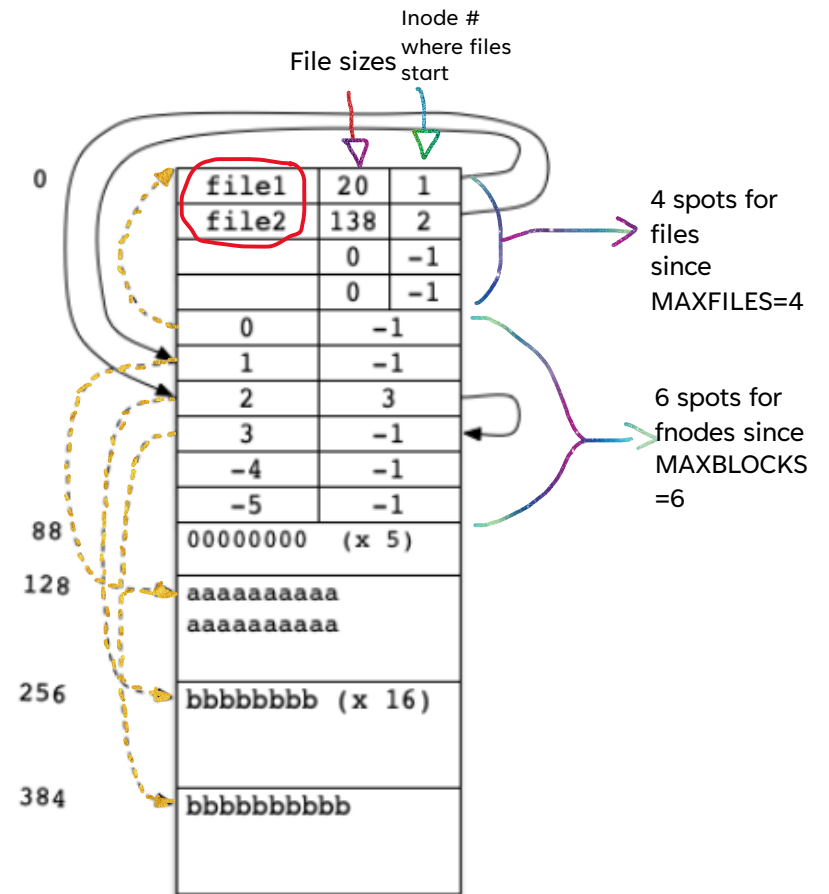 Inode #
where files
start
File sizes
0
file1 20 1
file2 138 2
0 -1
0 -1
4 spots for
files
since
MAXFILES=4
0 -1
1 -1
2 3
3 -1
-4 -1
-5 -1
6 spots for
fnodes since
MAXBLOCKS
=6
88
00000000 (x 5)
128
aaaaaaaaaa
aaaaaaaaaa
256
bbbbbbbb (x 16)
384
bbbbbbbbbb